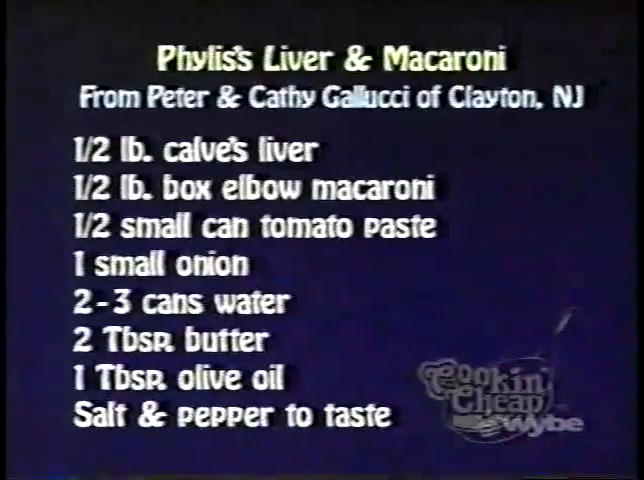 Phylis's Liver & Macaroni
From Peter & Cathy Gallucci of Clayton, NJ
1/2 lb. calve's liver
1/2 lb. box elbow macaroni
1/2 small can tomato paste
1 small onion
2 - 3 cans water
2 Tbsp. butter
1 Tbsp. olive oil
Salt & pepper to taste
Cookin' Cheap
wybe